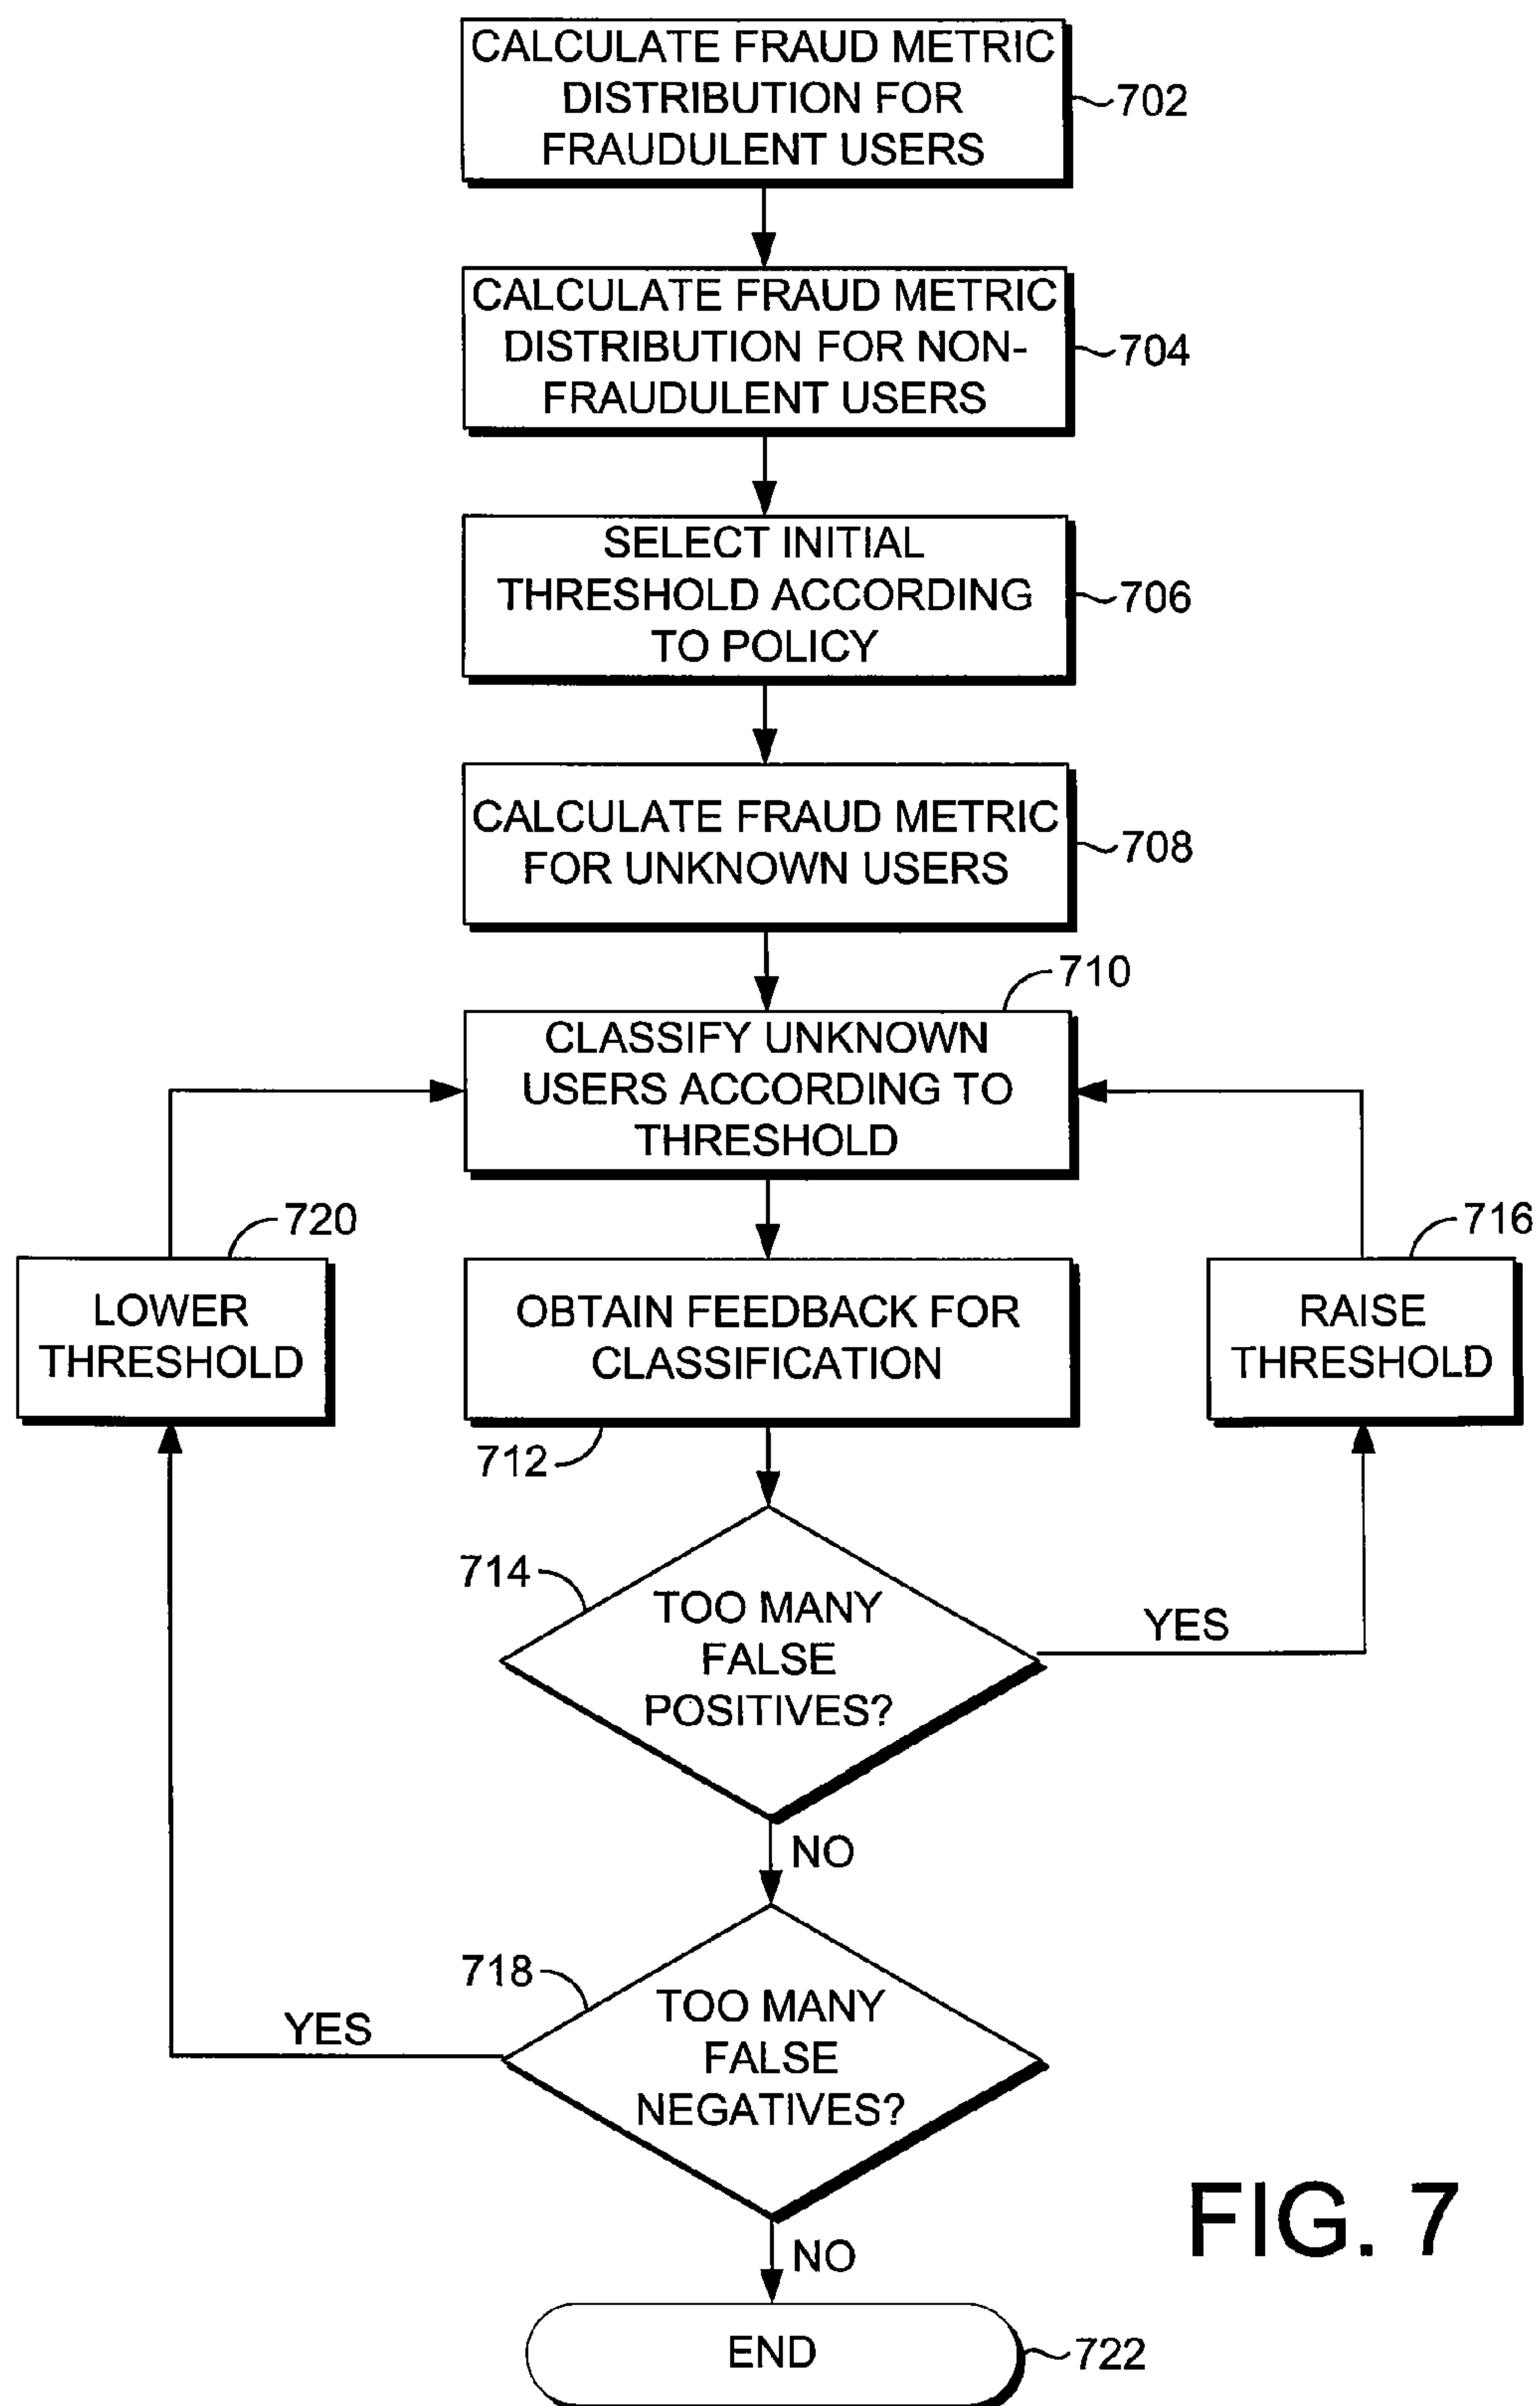 CALCULATE FRAUD METRIC
DISTRIBUTION FOR
FRAUDULENT USERS
702
CALCULATE FRAUD METRIC
DISTRIBUTION FOR NON-
FRAUDULENT USERS
704
SELECT INITIAL
THRESHOLD ACCORDING
TO POLICY
706
CALCULATE FRAUD METRIC
FOR UNKNOWN USERS
708
710
CLASSIFY UNKNOWN
USERS ACCORDING TO
THRESHOLD
720
LOWER
THRESHOLD
OBTAIN FEEDBACK FOR
CLASSIFICATION
712
716
RAISE
THRESHOLD
714
TOO MANY
FALSE
POSITIVES?
YES
NO
718
TOO MANY
FALSE
NEGATIVES?
YES
NO
END
722
FIG. 7